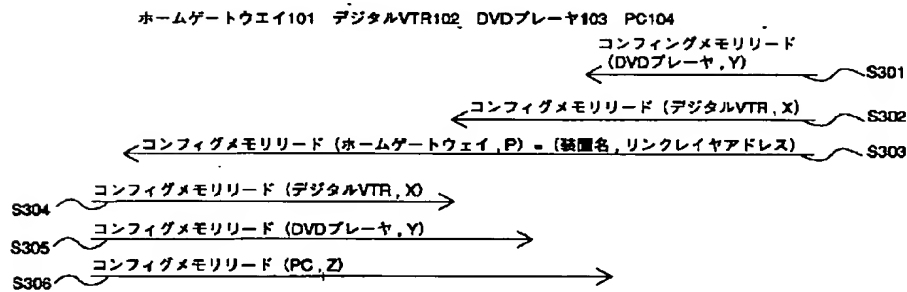 ホームゲートウエイ101 デジタルVTR102 DVDプレーヤ103 PC104
コンフィングメモリリード
(DVDプレーヤ,Y)
S301
コンフィグメモリリード (デジタルVTR,X)
S302
コンフィグメモリリード (ホームゲートウェイ,P) = (装置名,リンクレイヤアドレス)
S303
コンフィグメモリリード (デジタルVTR,X)
S304
コンフィグメモリリード (DVDプレーヤ,Y)
S305
コンフィグメモリリード (PC,Z)
S306